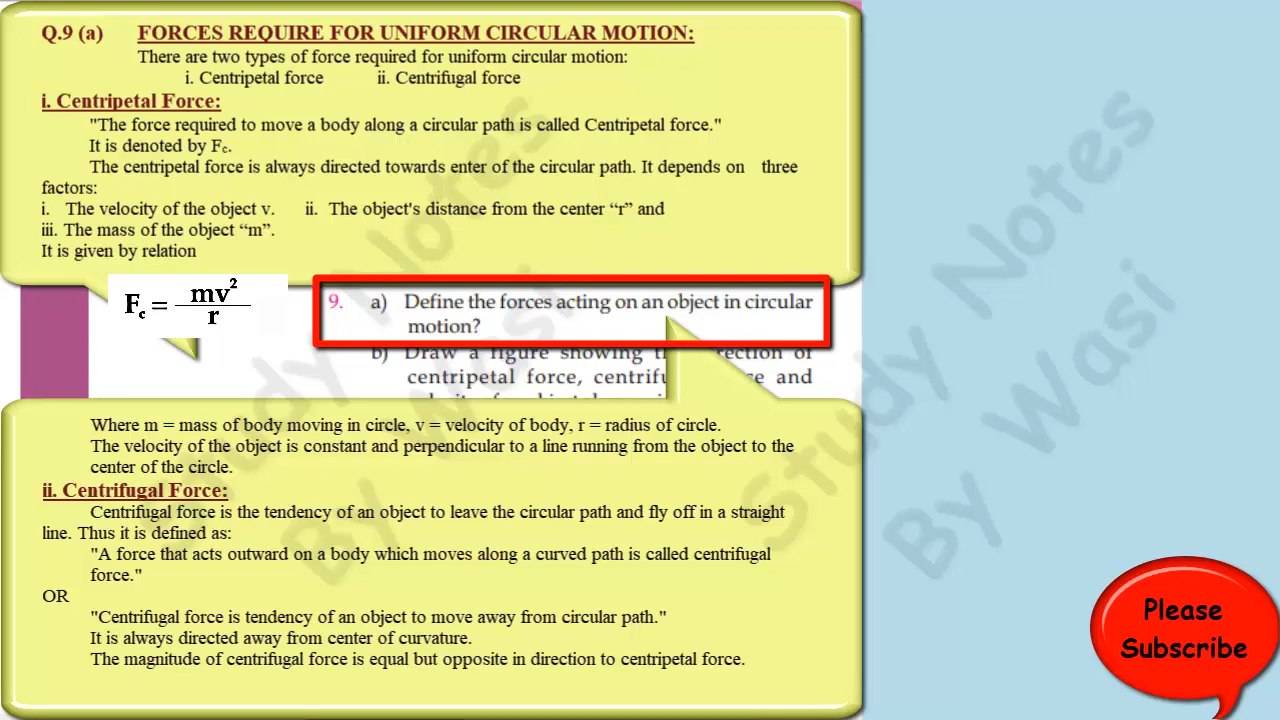 Q.9 (a) FORCES REQUIRE FOR UNIFORM CIRCULAR MOTION:
There are two types of force required for uniform circular motion:
i. Centripetal force ii. Centrifugal force
i. Centripetal Force:
"The force required to move a body along a circular path is called Centripetal force."
It is denoted by Fc.
The centripetal force is always directed towards enter of the circular path. It depends on three
factors:
i. The velocity of the object v. ii. The object's distance from the center “r” and
iii. The mass of the object “m”.
It is given by relation
Fc = mv²/r
9. a) Define the forces acting on an object in circular
motion?
b) Draw a figure showing of
centripetal force, and
Where m = mass of body moving in circle, v = velocity of body, r = radius of circle.
The velocity of the object is constant and perpendicular to a line running from the object to the
center of the circle.
ii. Centrifugal Force:
Centrifugal force is the tendency of an object to leave the circular path and fly off in a straight
line. Thus it is defined as:
"A force that acts outward on a body which moves along a curved path is called centrifugal
force."
OR
"Centrifugal force is tendency of an object to move away from circular path."
It is always directed away from center of curvature.
The magnitude of centrifugal force is equal but opposite in direction to centripetal force.
Study Notes
By Wasi
Study Notes
By Wasi
Please
Subscribe